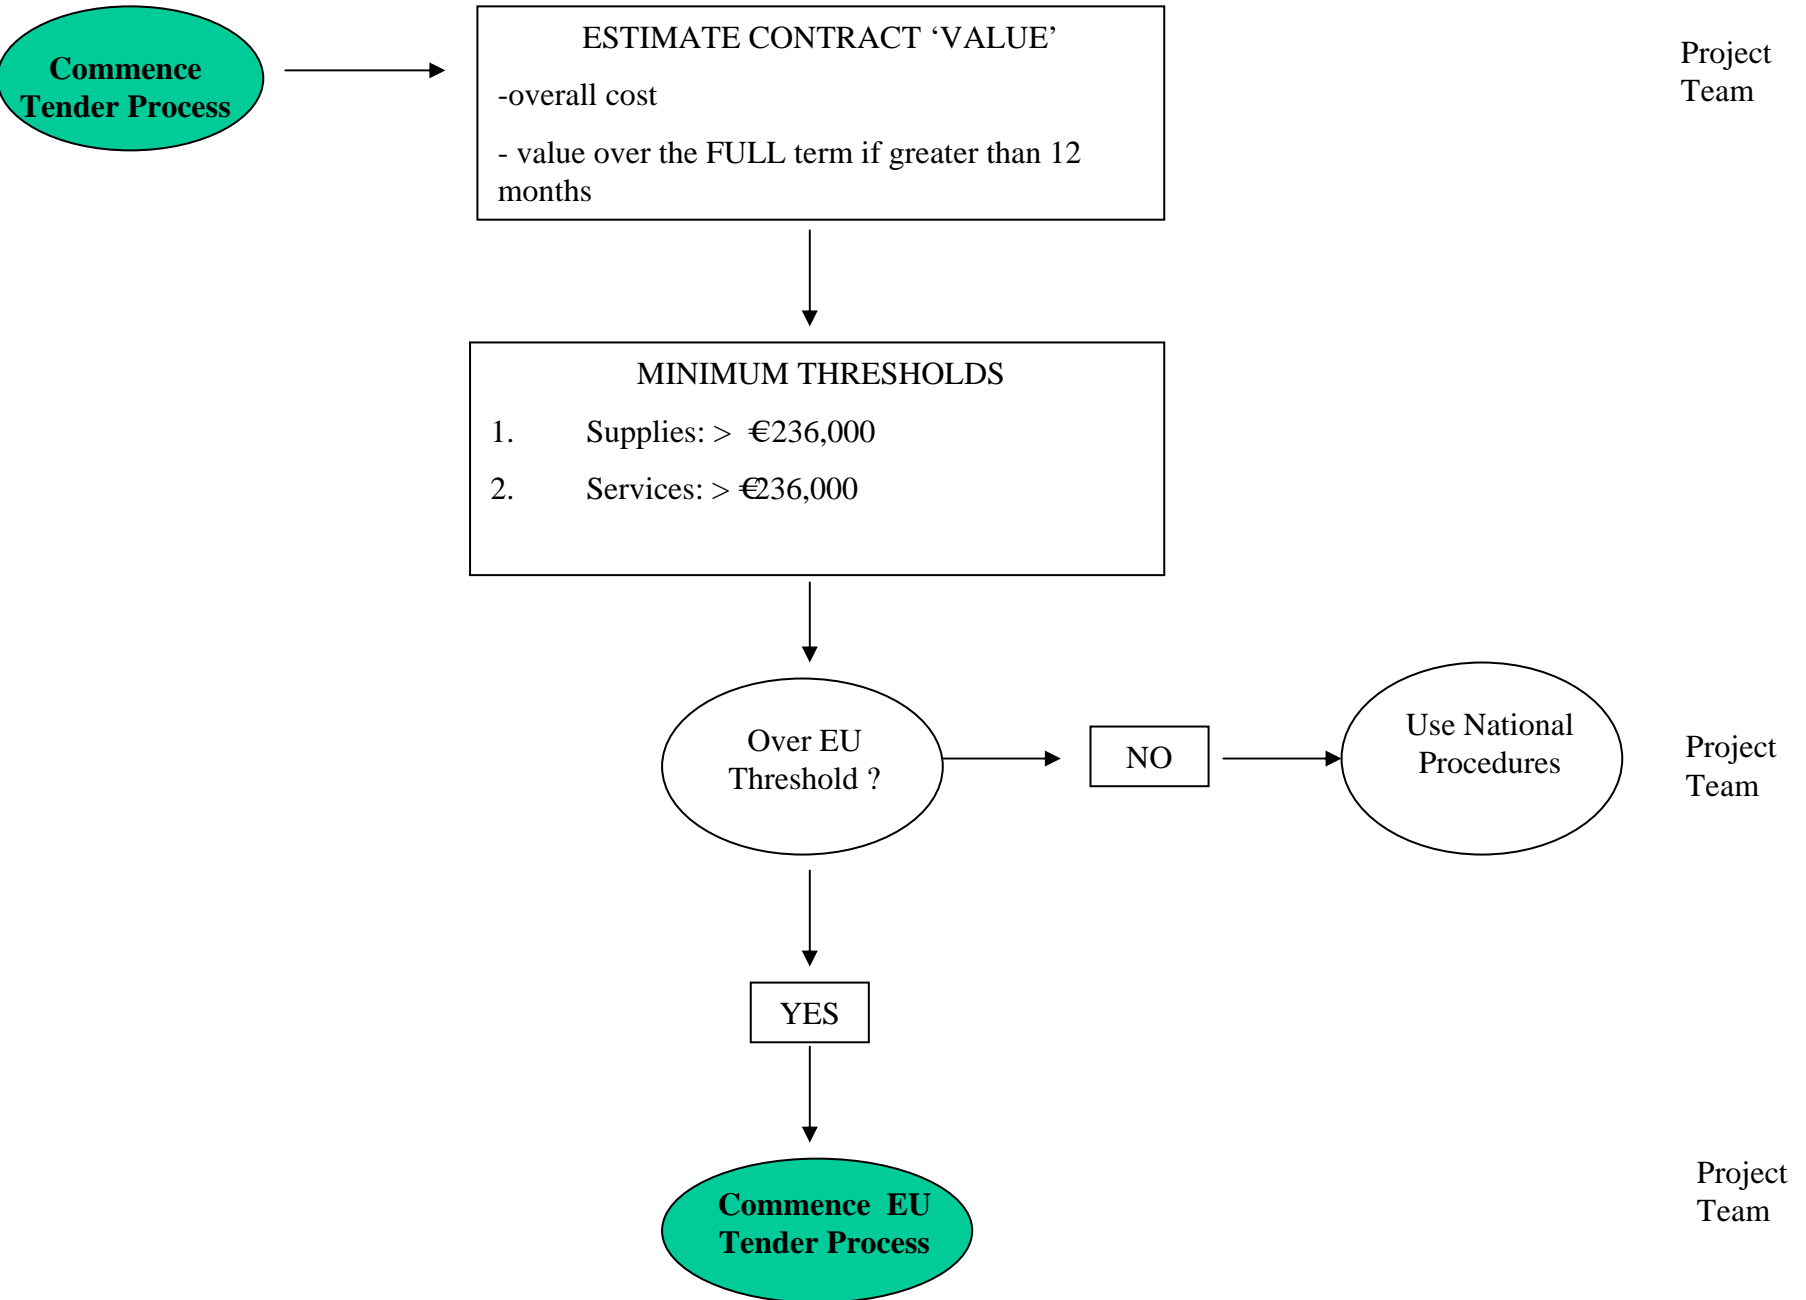 Commence
Tender Process
ESTIMATE CONTRACT ‘VALUE’
-overall cost
- value over the FULL term if greater than 12
months
Project
Team
MINIMUM THRESHOLDS
1. Supplies: > €236,000
2. Services: > €236,000
Over EU
Threshold ?
NO
Use National
Procedures
Project
Team
YES
Commence EU
Tender Process
Project
Team